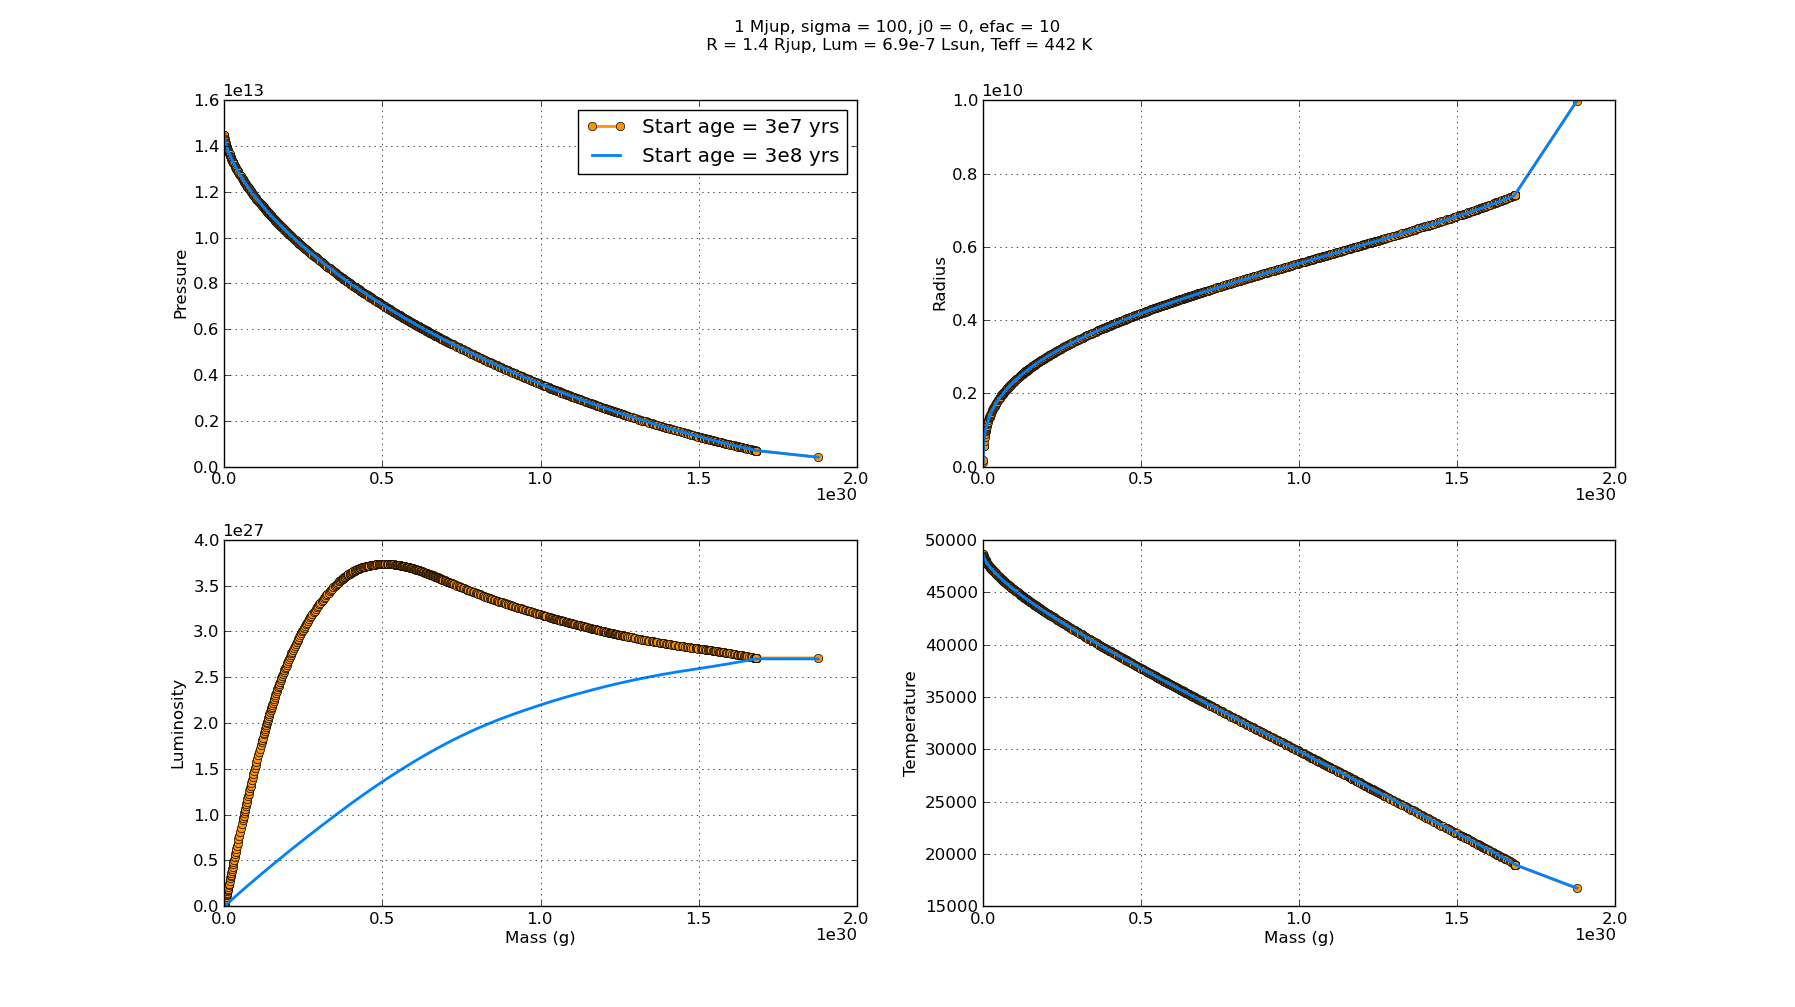 1 Mjup, sigma = 100, j0 = 0, efac = 10
R = 1.4 Rjup, Lum = 6.9e-7 Lsun, Teff = 442 K
1e13
1.6
1.4
1.2
1.0
0.8
0.6
0.4
0.2
0.0
Pressure
Start age = 3e7 yrs
Start age = 3e8 yrs
0.0 0.5 1.0 1.5 2.0
1e30
1e10
1.0
0.8
0.6
0.4
0.2
0.0
Radius
0.0 0.5 1.0 1.5 2.0
1e30
1e27
4.0
3.5
3.0
2.5
2.0
1.5
1.0
0.5
0.0
Luminosity
0.0 0.5 1.0 1.5 2.0
Mass (g)
1e30
50000
45000
40000
35000
30000
25000
20000
15000
Temperature
0.0 0.5 1.0 1.5 2.0
Mass (g)
1e30